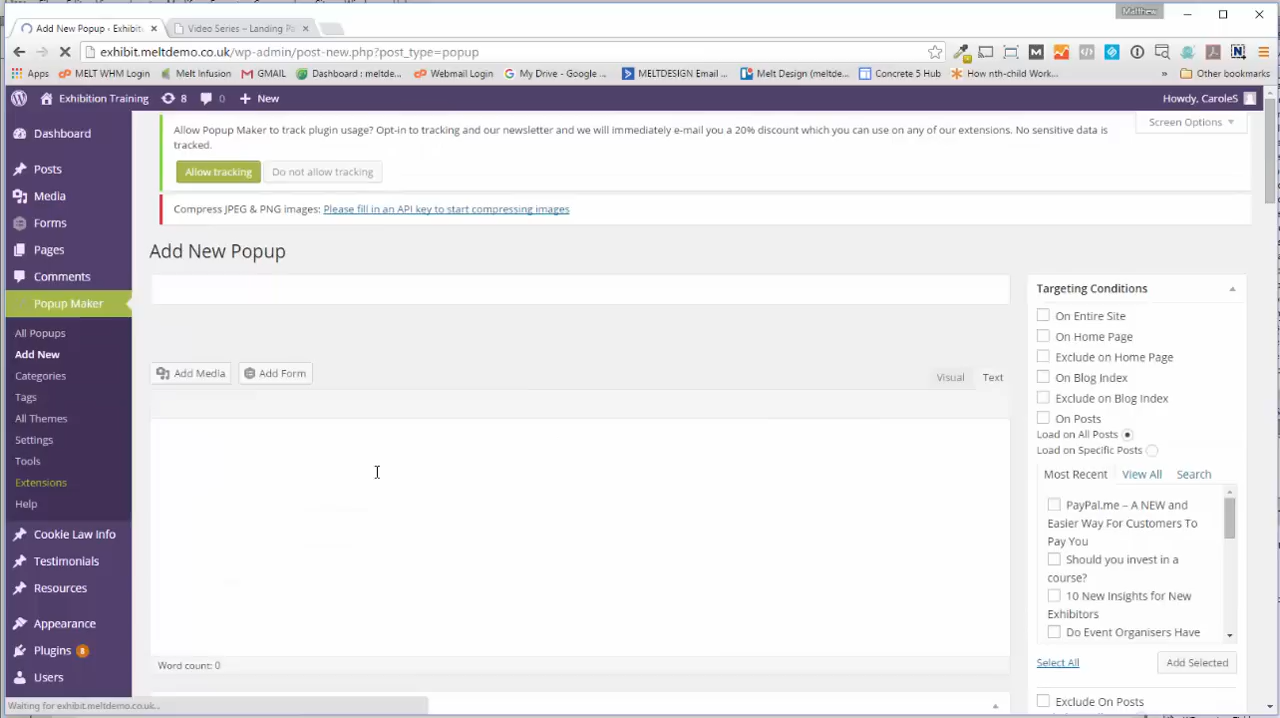 Matthew
Add New Popup ‹ Exhibit
Video Series – Landing Pa
exhibit.meltdemo.co.uk/wp-admin/post-new.php?post_type=popup
Apps MELT WHM Login Melt Infusion GMAIL Dashboard : meltde... Webmail Login My Drive - Google ... MELTDESIGN Email ... Melt Design (meltde... Concrete 5 Hub How nth-child Work... » Other bookmarks
Exhibition Training 8 0 + New Howdy, CaroleS
Dashboard
Posts
Media
Forms
Pages
Comments
Popup Maker
All Popups
Add New
Categories
Tags
All Themes
Settings
Tools
Extensions
Help
Cookie Law Info
Testimonials
Resources
Appearance
Plugins 8
Users
Screen Options
Allow Popup Maker to track plugin usage? Opt-in to tracking and our newsletter and we will immediately e-mail you a 20% discount which you can use on any of our extensions. No sensitive data is
tracked.
Allow tracking Do not allow tracking
Compress JPEG & PNG images: Please fill in an API key to start compressing images
Add New Popup
Add Media Add Form
Visual Text
Word count: 0
Targeting Conditions
On Entire Site
On Home Page
Exclude on Home Page
On Blog Index
Exclude on Blog Index
On Posts
Load on All Posts
Load on Specific Posts
Most Recent View All Search
PayPal.me – A NEW and
Easier Way For Customers To
Pay You
Should you invest in a
course?
10 New Insights for New
Exhibitors
Do Event Organisers Have
Select All Add Selected
Exclude On Posts
Waiting for exhibit.meltdemo.co.uk...